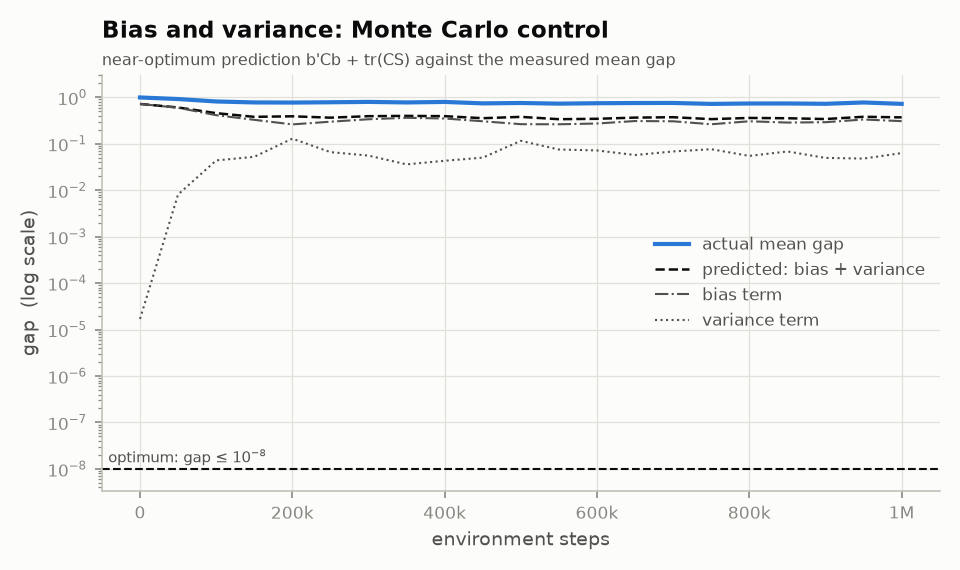 Bias and variance: Monte Carlo control
near-optimum prediction b'Cb + tr(CS) against the measured mean gap
gap (log scale)
10⁰
10⁻¹
10⁻²
10⁻³
10⁻⁴
10⁻⁵
10⁻⁶
10⁻⁷
10⁻⁸
actual mean gap
predicted: bias + variance
bias term
variance term
optimum: gap ≤ 10⁻⁸
0
200k
400k
600k
800k
1M
environment steps